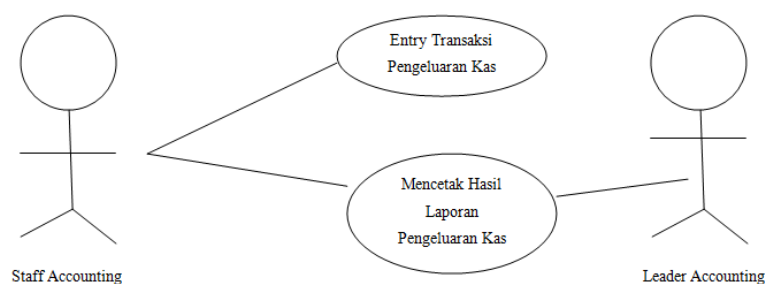 Entry Transaksi
Pengeluaran Kas
Mencetak Hasil
Laporan
Pengeluaran Kas
Staff Accounting
Leader Accounting